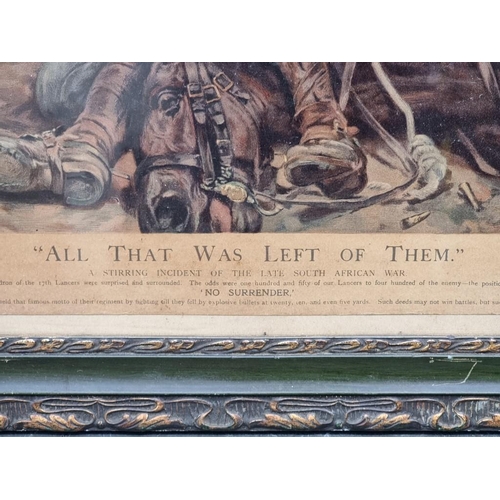 "ALL THAT WAS LEFT OF THEM."
A STIRRING INCIDENT OF THE LATE SOUTH AFRICAN WAR
of the 17th Lancers were surprised and surrounded. The odds were one hundred and fifty of our Lancers to four hundred of the enemy—the positio
'NO SURRENDER,'
that famous motto of their regiment by fighting till they fell by explosive bullets at twenty, ten, and even five yards. Such deeds may not win battles, but